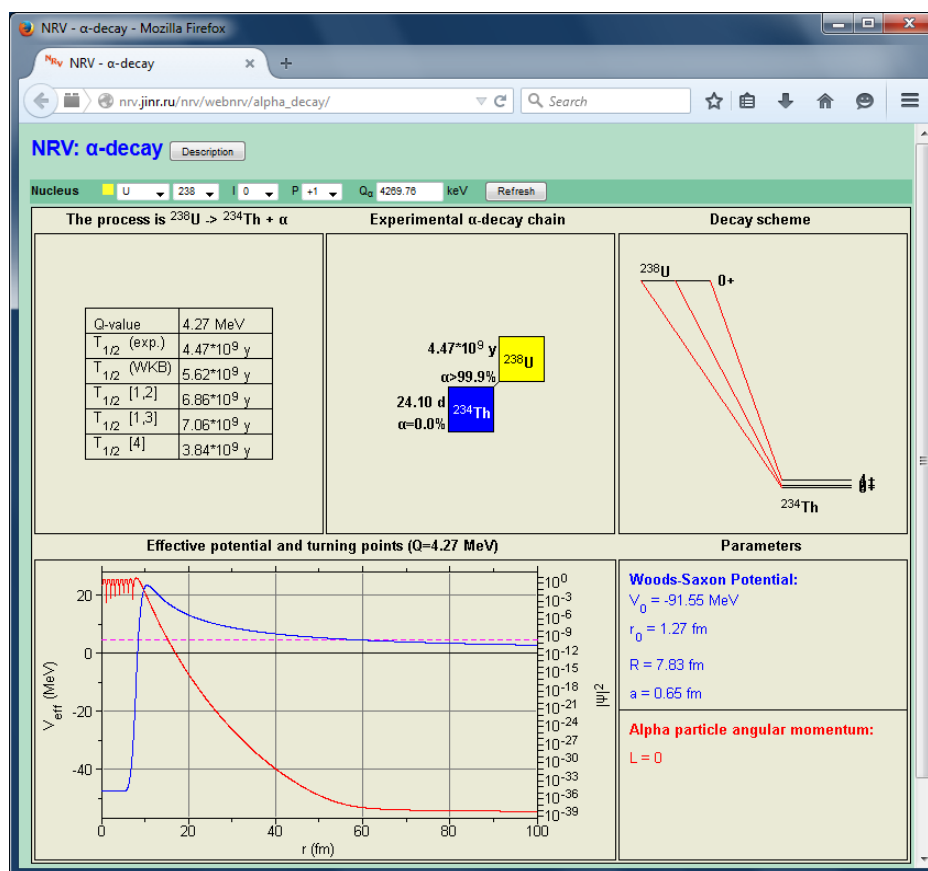 NRV - α-decay - Mozilla Firefox
NRV NRV - α-decay × +
nrv.jinr.ru/nrv/webnrv/alpha_decay/ Search
NRV: α-decay Description
Nucleus U 238 I 0 P +1 Qα 4269.76 keV Refresh
The process is 238U -> 234Th + α
Q-value 4.27 MeV
T1/2 (exp.) 4.47*10^9 y
T1/2 (WKB) 5.62*10^9 y
T1/2 [1,2] 6.86*10^9 y
T1/2 [1,3] 7.06*10^9 y
T1/2 [4] 3.84*10^9 y
Experimental α-decay chain
4.47*10^9 y
238U
α>99.9%
24.10 d
234Th
α=0.0%
Decay scheme
238U
0+
234Th
Effective potential and turning points (Q=4.27 MeV)
Veff (MeV)
20
0
-20
-40
0 20 40 60 80 100
r (fm)
10^0
10^-3
10^-6
10^-9
10^-12
10^-15
10^-18
10^-21
10^-24
10^-27
10^-30
10^-33
10^-36
10^-39
|Ψ|^2
Parameters
Woods-Saxon Potential:
V0 = -91.55 MeV
r0 = 1.27 fm
R = 7.83 fm
a = 0.65 fm
Alpha particle angular momentum:
L = 0